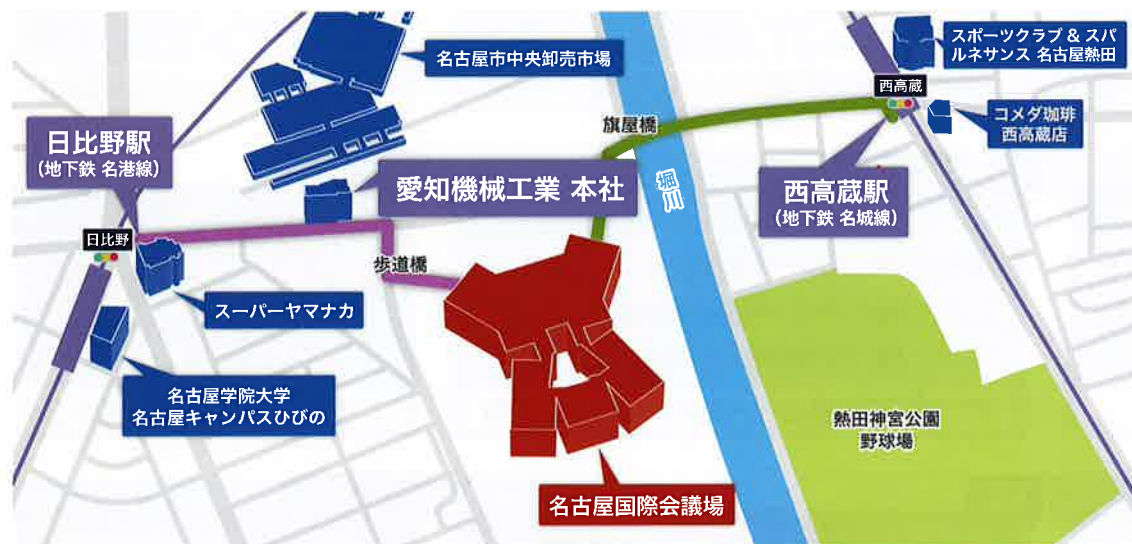 名古屋市中央卸売市場
スポーツクラブ & スパ
ルネサンス 名古屋熱田
西高蔵
コメダ珈琲
西高蔵店
旗屋橋
日比野駅
(地下鉄 名港線)
愛知機械工業 本社
堀川
西高蔵駅
(地下鉄 名城線)
日比野
歩道橋
スーパーヤマナカ
名古屋学院大学
名古屋キャンパスひびの
熱田神宮公園
野球場
名古屋国際会議場